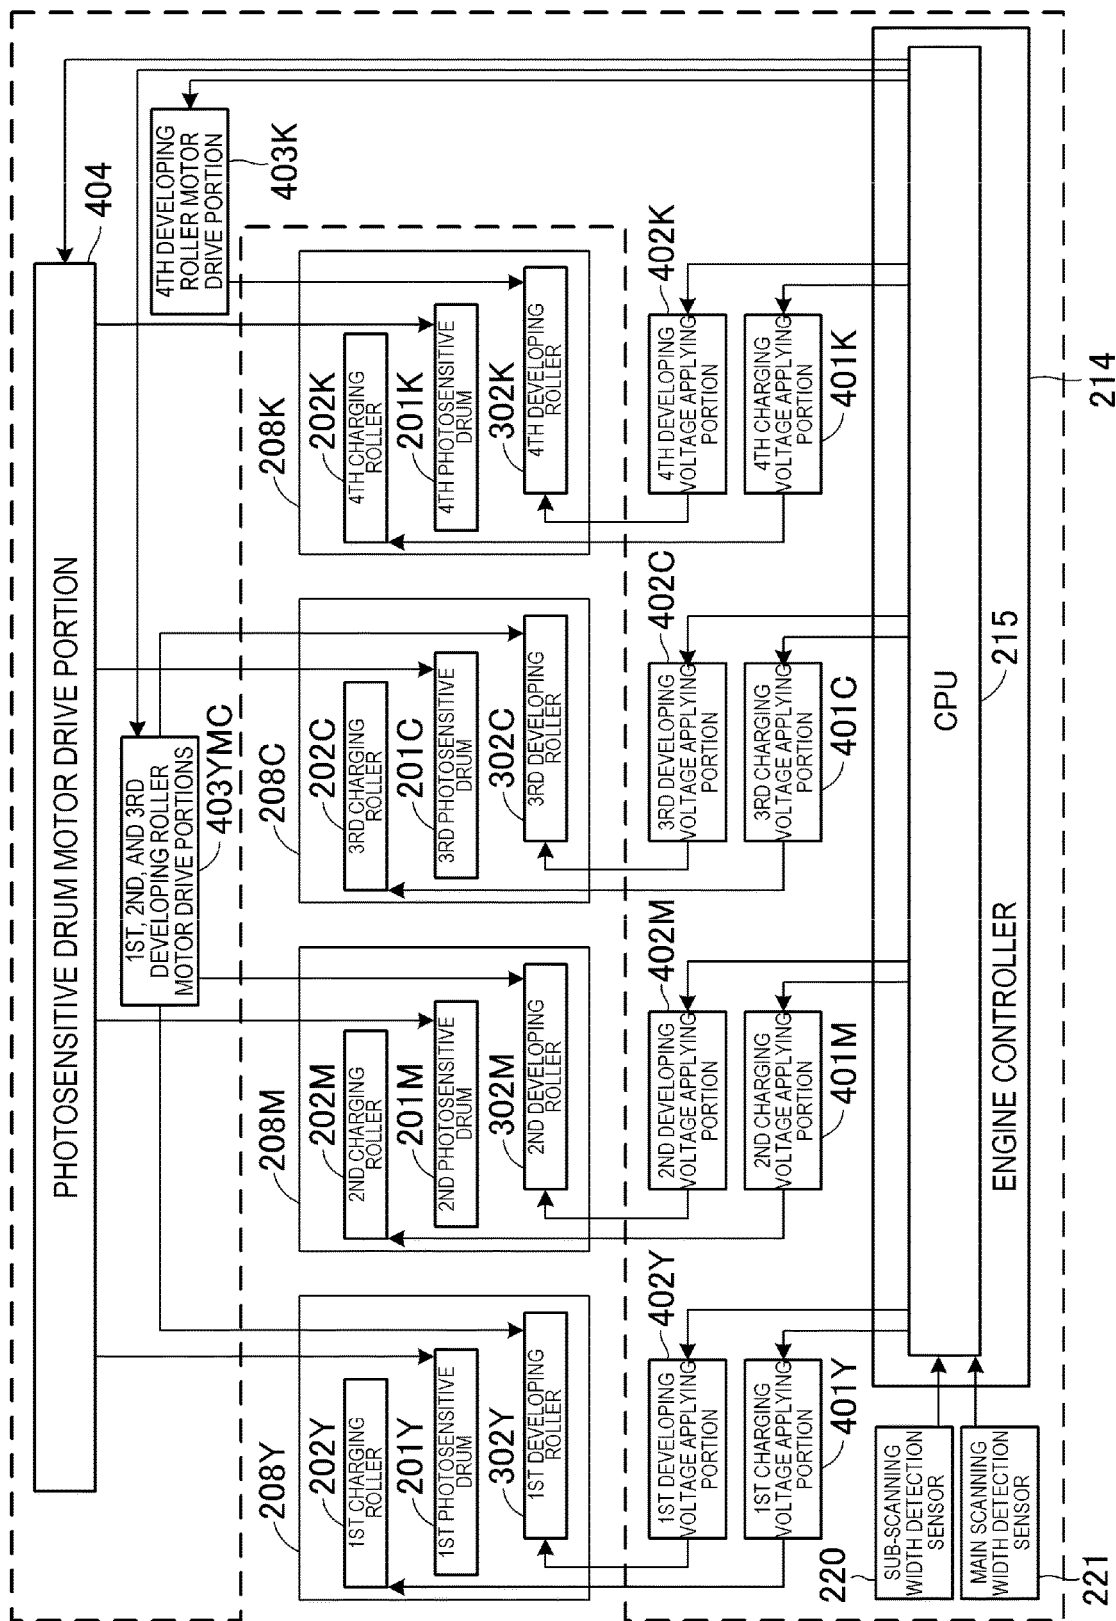 PHOTOSENSITIVE DRUM MOTOR DRIVE PORTION
404
1ST, 2ND, AND 3RD
DEVELOPING ROLLER
MOTOR DRIVE PORTIONS
403YMC
4TH DEVELOPING
ROLLER MOTOR
DRIVE PORTION
403K
208Y
202Y
1ST CHARGING
ROLLER
201Y
1ST PHOTOSENSITIVE
DRUM
302Y
1ST DEVELOPING
ROLLER
208M
202M
2ND CHARGING
ROLLER
201M
2ND PHOTOSENSITIVE
DRUM
302M
2ND DEVELOPING
ROLLER
208C
202C
3RD CHARGING
ROLLER
201C
3RD PHOTOSENSITIVE
DRUM
302C
3RD DEVELOPING
ROLLER
208K
202K
4TH CHARGING
ROLLER
201K
4TH PHOTOSENSITIVE
DRUM
302K
4TH DEVELOPING
ROLLER
402Y
1ST DEVELOPING
VOLTAGE APPLYING
PORTION
1ST CHARGING
VOLTAGE APPLYING
PORTION
401Y
402M
2ND DEVELOPING
VOLTAGE APPLYING
PORTION
2ND CHARGING
VOLTAGE APPLYING
PORTION
401M
402C
3RD DEVELOPING
VOLTAGE APPLYING
PORTION
3RD CHARGING
VOLTAGE APPLYING
PORTION
401C
402K
4TH DEVELOPING
VOLTAGE APPLYING
PORTION
4TH CHARGING
VOLTAGE APPLYING
PORTION
401K
220
SUB-SCANNING
WIDTH DETECTION
SENSOR
MAIN SCANNING
WIDTH DETECTION
SENSOR
221
CPU
215
ENGINE CONTROLLER
214